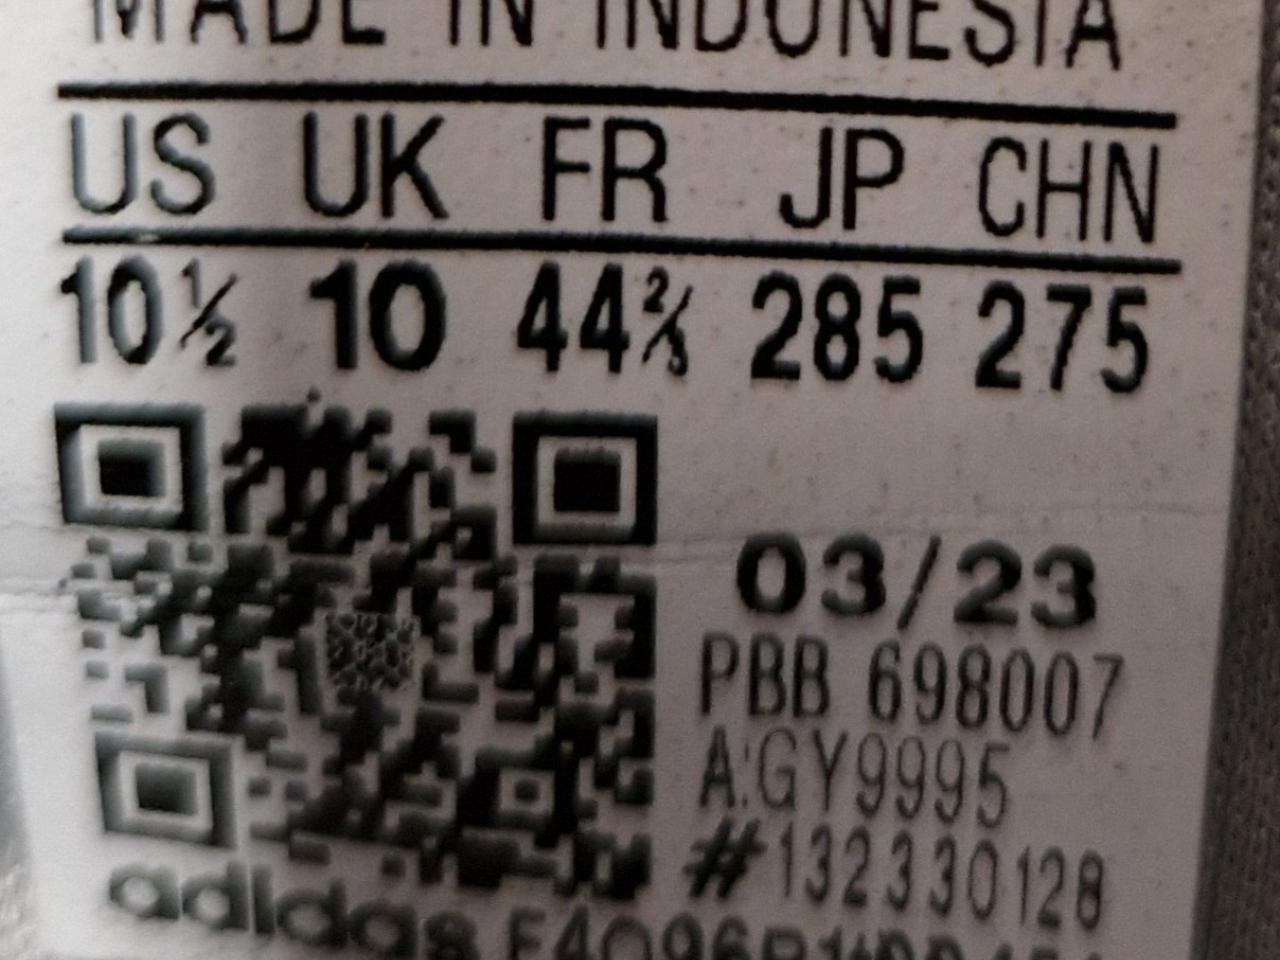 MADE IN INDONESIA
US UK FR JP CHN
10½ 10 44⅔ 285 275
03/23
PBB 698007
A:GY9995
#132330128
adidas